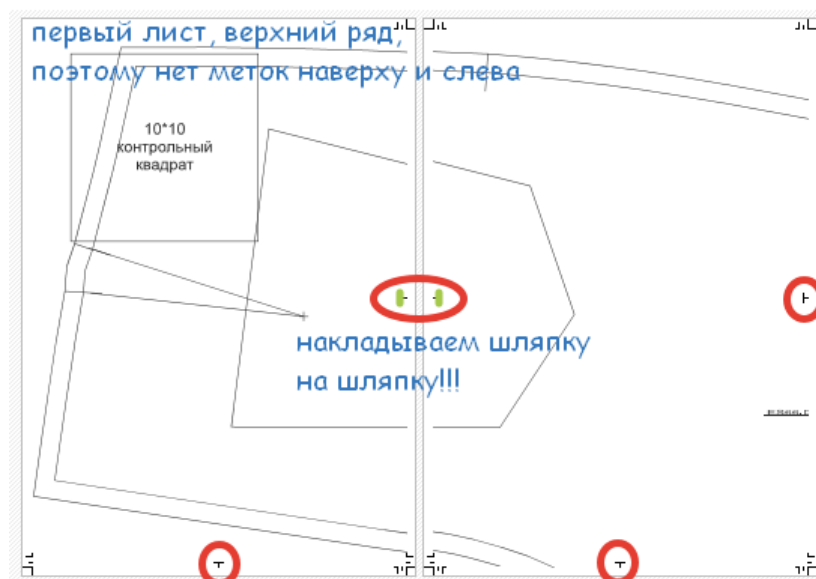 первый лист, верхний ряд,
поэтому нет меток наверху и слева
10*10
контрольный
квадрат
накладываем шляпку
на шляпку!!!